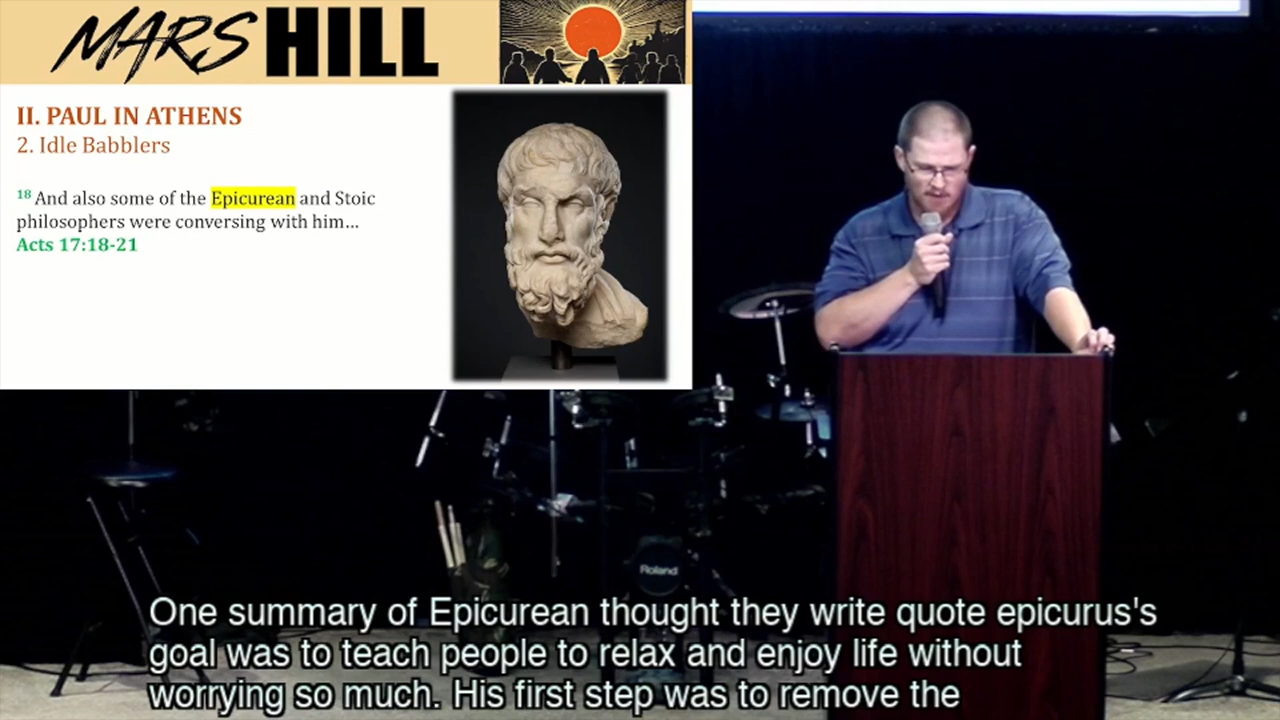 MARS HILL
II. PAUL IN ATHENS
2. Idle Babblers
18 And also some of the Epicurean and Stoic
philosophers were conversing with him...
Acts 17:18-21
Roland
One summary of Epicurean thought they write quote epicurus's
goal was to teach people to relax and enjoy life without
worrying so much. His first step was to remove the